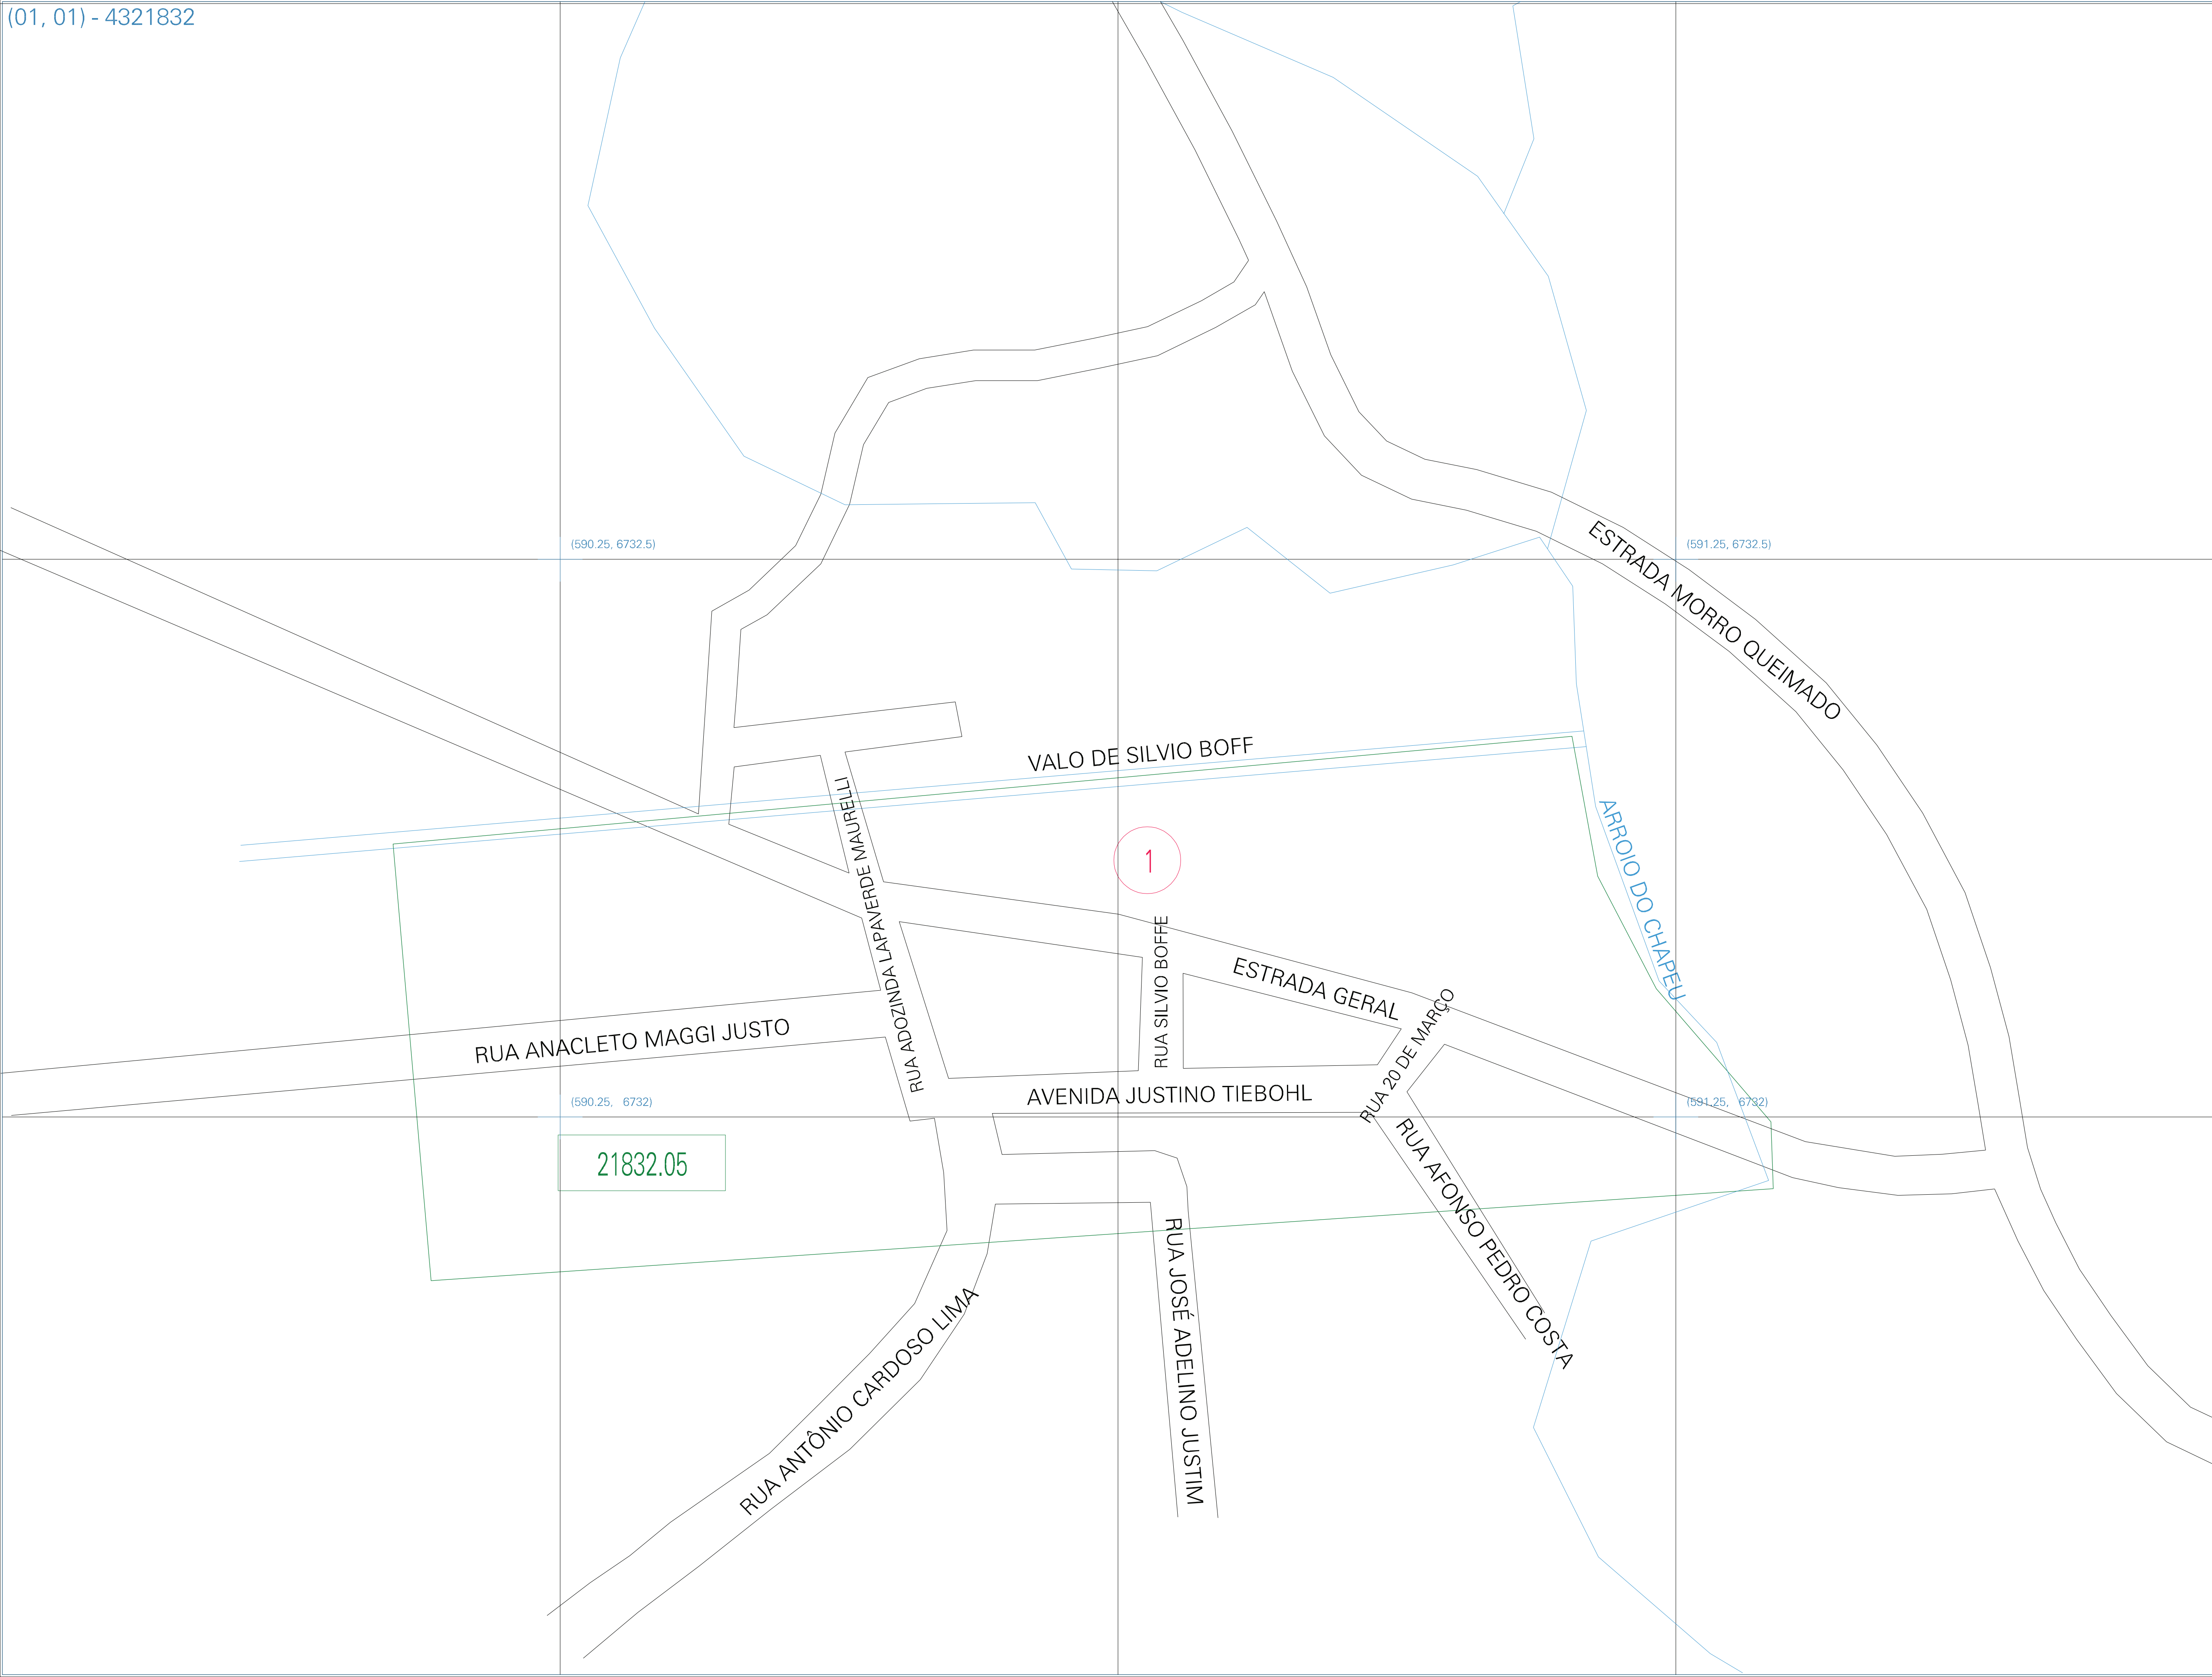 (01, 01) - 4321832
(590.25, 6732.5)
(591.25, 6732.5)
ESTRADA MORRO QUEIMADO
VALO DE SILVIO BOFF
RUA ADOZINDA LAPAVERDE MAURELLI
ARROIO DO CHAPEU
1
RUA SILVIO BOFFE
ESTRADA GERAL
RUA 20 DE MARÇO
RUA ANACLETO MAGGI JUSTO
AVENIDA JUSTINO TIEBOHL
(590.25, 6732)
(591.25, 6732)
21832.05
RUA AFONSO PEDRO COSTA
RUA JOSÉ ADELINO JUSTIM
RUA ANTÔNIO CARDOSO LIMA